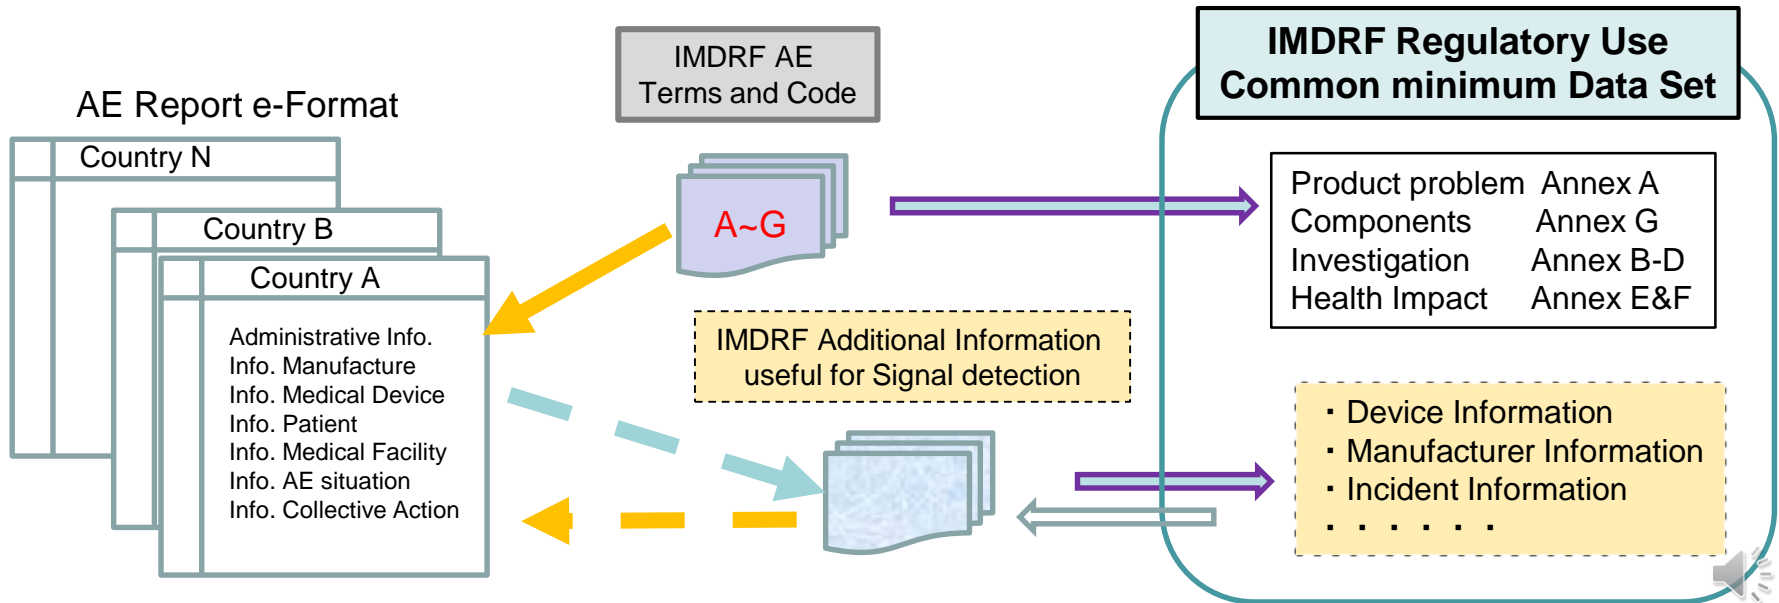 AE Report e-Format
Country N
Country B
Country A
Administrative Info.
Info. Manufacture
Info. Medical Device
Info. Patient
Info. Medical Facility
Info. AE situation
Info. Collective Action
IMDRF AE
Terms and Code
A~G
IMDRF Additional Information
useful for Signal detection
IMDRF Regulatory Use
Common minimum Data Set
Product problem Annex A
Components Annex G
Investigation Annex B-D
Health Impact Annex E&F
・Device Information
・Manufacturer Information
・Incident Information
・・・・・・